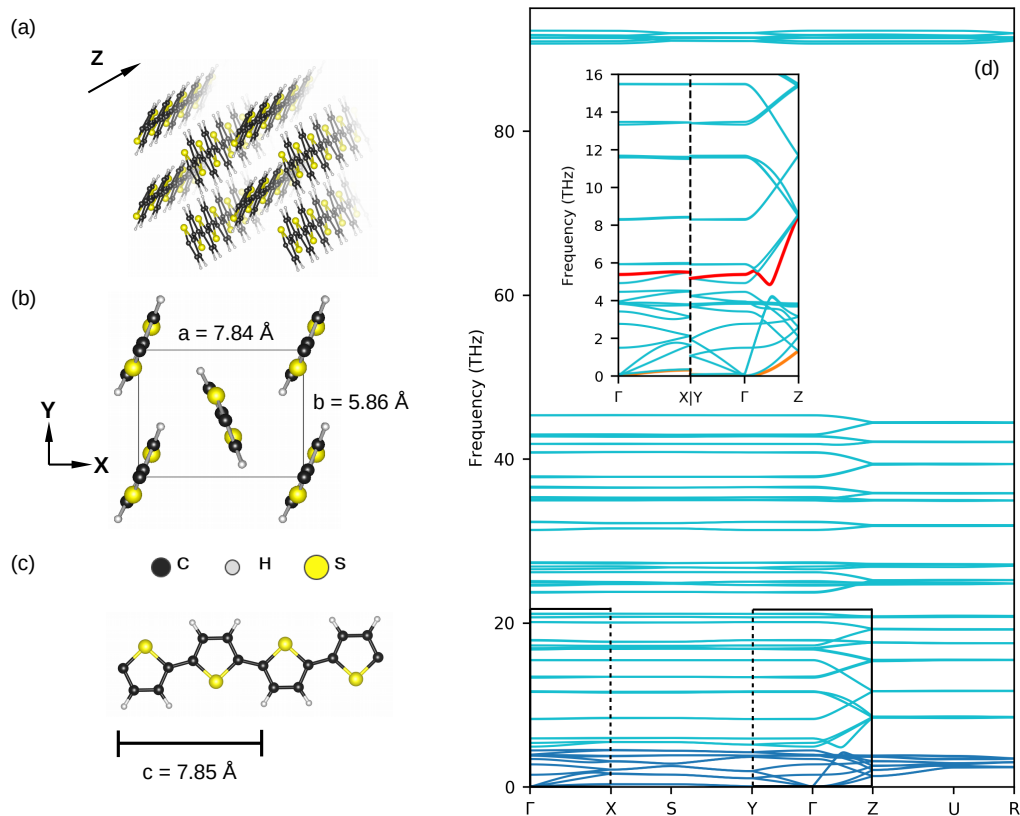 (a)
Z
(b)
a = 7.84 Å
b = 5.86 Å
Y
X
(c)
C
H
S
c = 7.85 Å
(d)
Frequency (THz)
80
60
40
20
0
Γ
X
S
Y
Γ
Z
U
R
Frequency (THz)
16
14
12
10
8
6
4
2
0
Γ
X|Y
Γ
Z